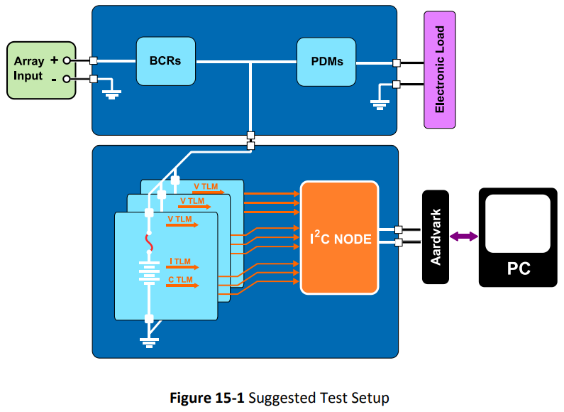 Array + Input -
BCRs
PDMs
Electronic Load
V TLM
V TLM
V TLM
I TLM
C TLM
I²C NODE
Aardvark
PC
Figure 15-1 Suggested Test Setup